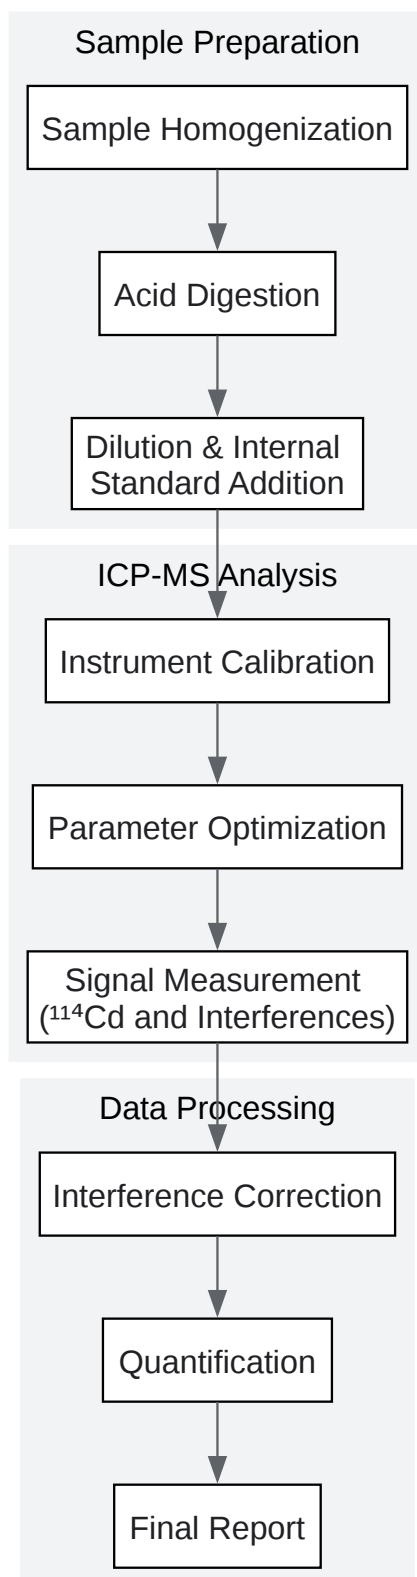 Sample Preparation
Sample Homogenization
Acid Digestion
Dilution & Internal
Standard Addition
ICP-MS Analysis
Instrument Calibration
Parameter Optimization
Signal Measurement
(¹¹⁴Cd and Interferences)
Data Processing
Interference Correction
Quantification
Final Report